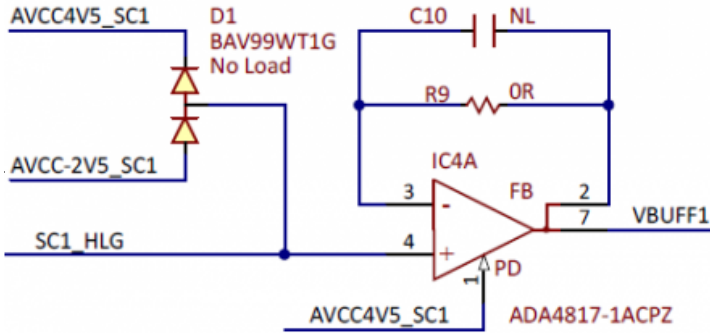 AVCC4V5_SC1
D1
BAV99WT1G
No Load
C10
NL
R9
0R
AVCC-2V5_SC1
IC4A
3
-
FB
2
7
VBUFF1
SC1_HLG
4
+
PD
1
AVCC4V5_SC1
ADA4817-1ACPZ